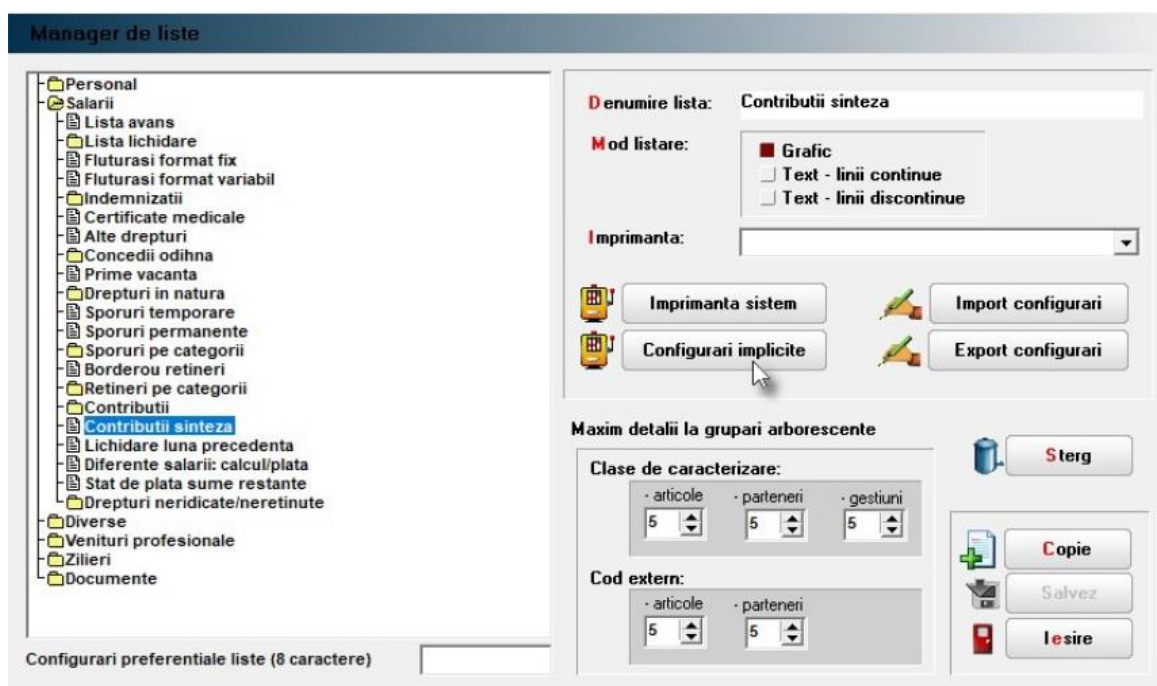 Manager de liste
Personal
Salarii
Lista avans
Lista lichidare
Fluturasi format fix
Fluturasi format variabil
Indemnizatii
Certificate medicale
Alte drepturi
Concedii odihna
Prime vacanta
Drepturi in natura
Sporuri temporare
Sporuri permanente
Sporuri pe categorii
Borderou retineri
Retineri pe categorii
Contributii
Contributii sinteza
Lichidare luna precedenta
Diferente salarii: calcul/plata
Stat de plata sume restante
Drepturi neridicate/neretinute
Diverse
Venituri profesionale
Zilieri
Documente
Configurari preferentiale liste (8 caractere)
Denumire lista: Contributii sinteza
Mod listare:
Grafic
Text - linii continue
Text - linii discontinue
Imprimanta:
Imprimanta sistem
Import configurari
Configurari implicite
Export configurari
Maxim detalii la grupari arborescente
Clase de caracterizare:
- articole - parteneri - gestiuni
5 5 5
Cod extern:
- articole - parteneri
5 5
Sterg
Copie
Salvez
Iesire